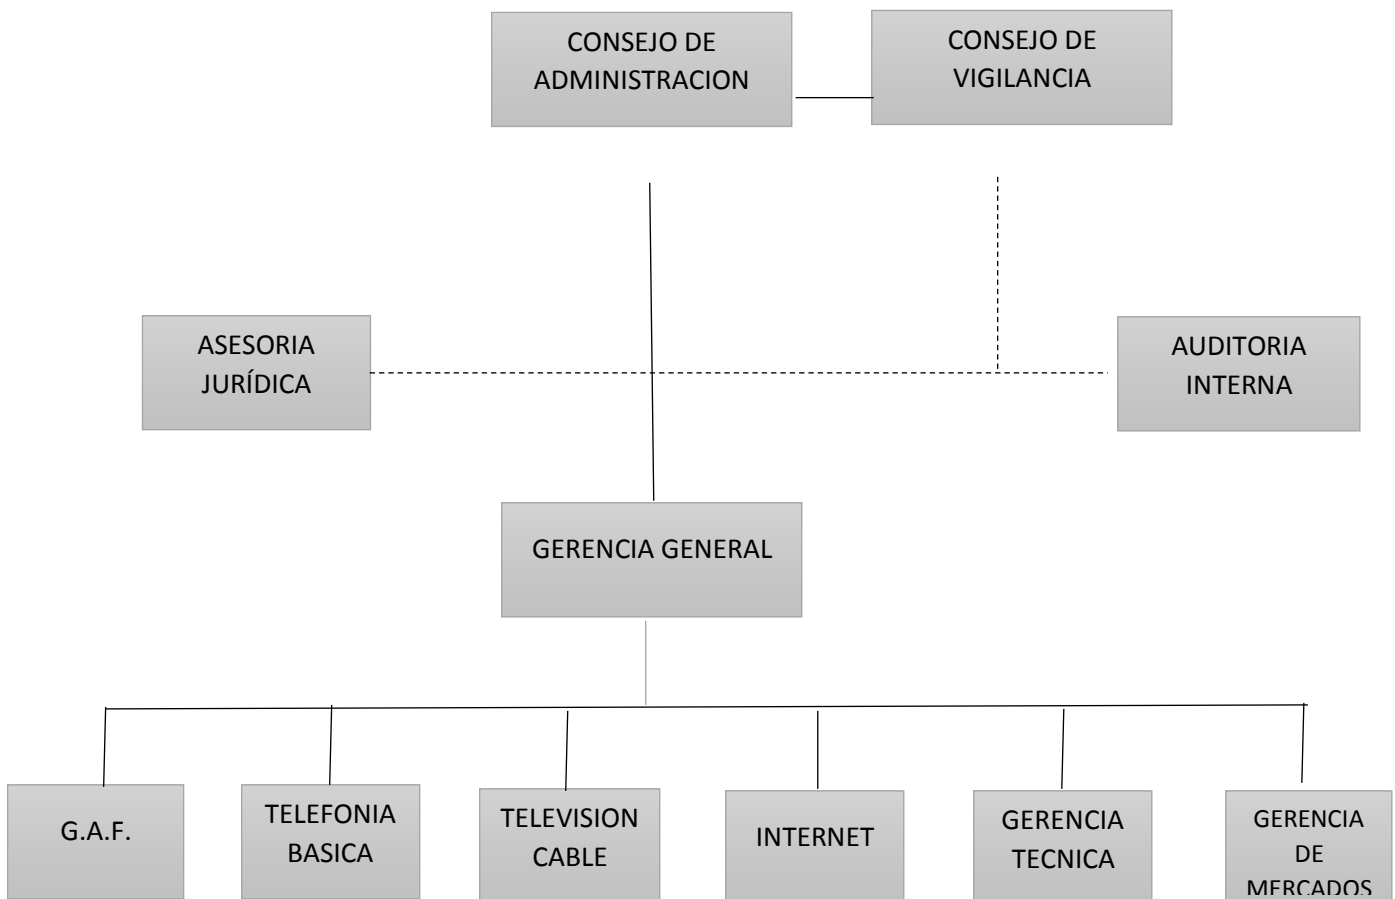 CONSEJO DE
ADMINISTRACION
CONSEJO DE
VIGILANCIA
ASESORIA
JURÍDICA
AUDITORIA
INTERNA
GERENCIA GENERAL
G.A.F.
TELEFONIA
BASICA
TELEVISION
CABLE
INTERNET
GERENCIA
TECNICA
GERENCIA
DE
MERCADOS